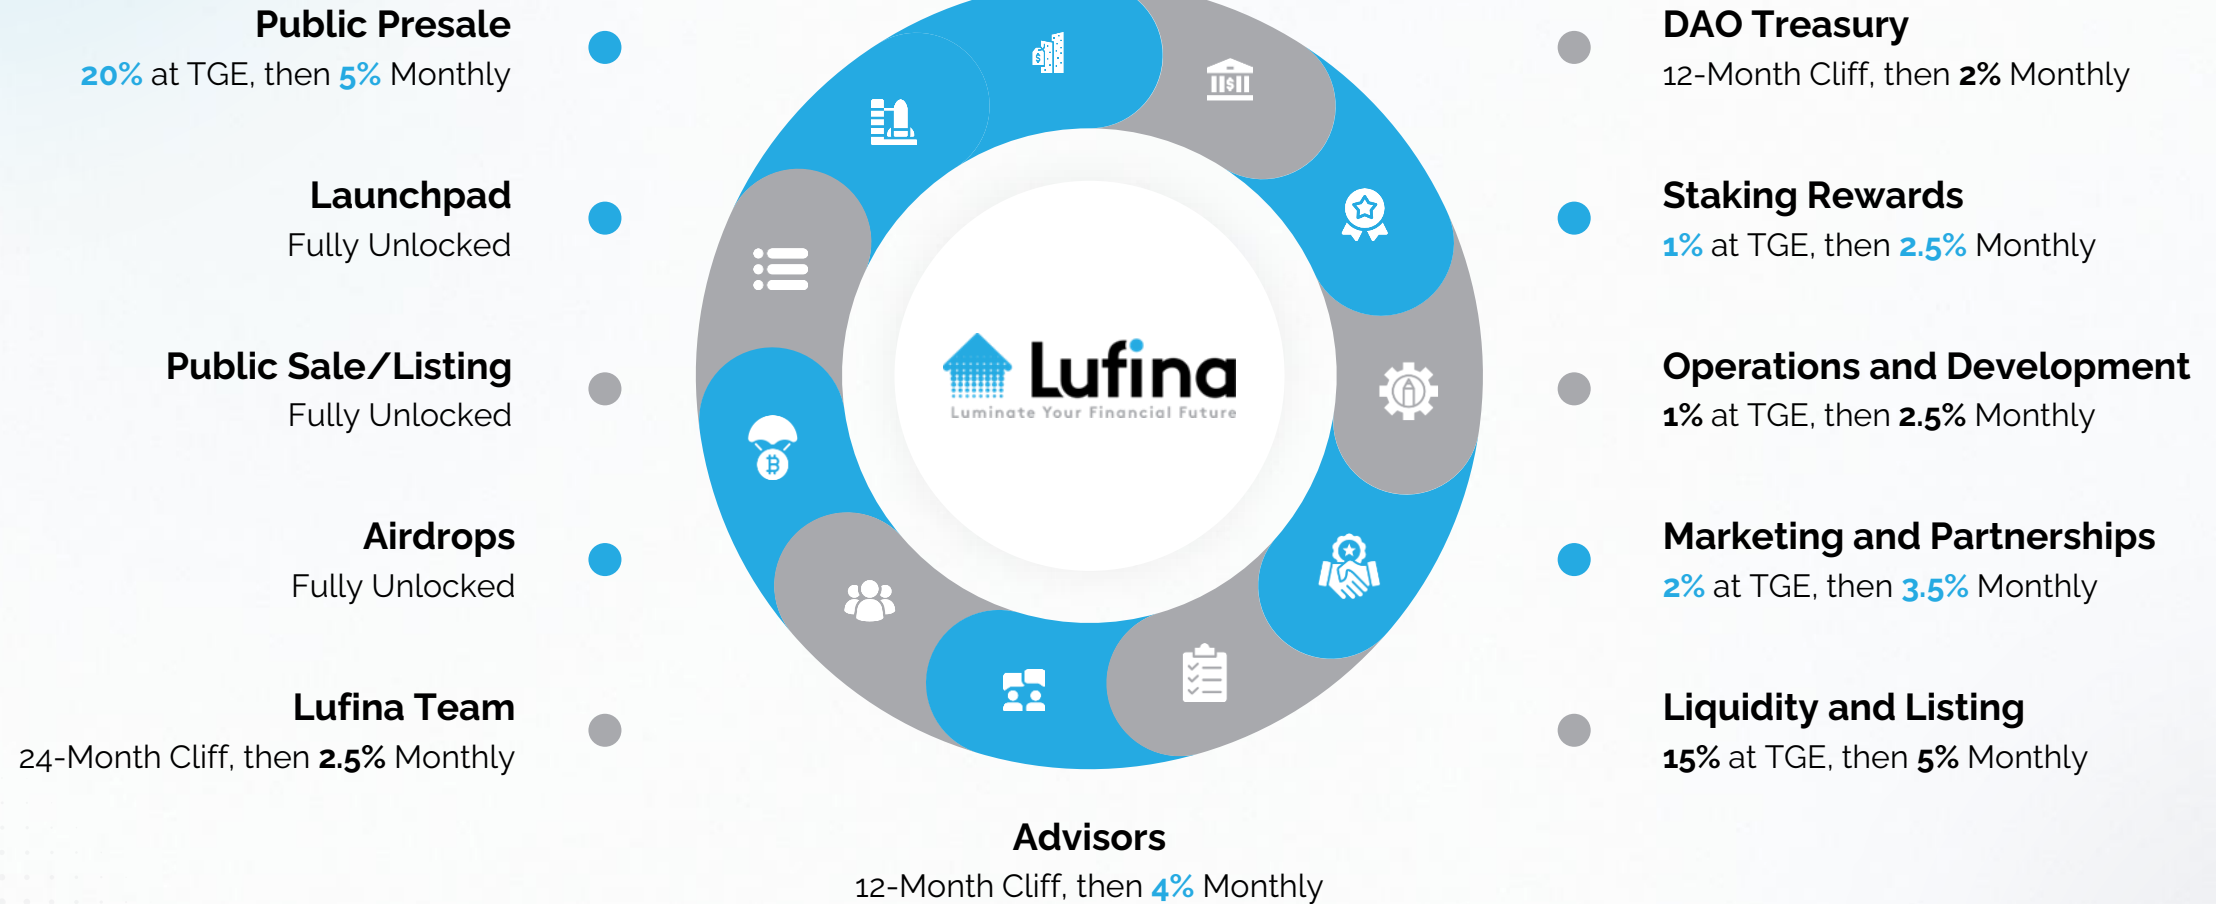 Public Presale
20% at TGE, then 5% Monthly
Launchpad
Fully Unlocked
Public Sale/Listing
Fully Unlocked
Airdrops
Fully Unlocked
Lufina Team
24-Month Cliff, then 2.5% Monthly
Lufina
Luminate Your Financial Future
DAO Treasury
12-Month Cliff, then 2% Monthly
Staking Rewards
1% at TGE, then 2.5% Monthly
Operations and Development
1% at TGE, then 2.5% Monthly
Marketing and Partnerships
2% at TGE, then 3.5% Monthly
Liquidity and Listing
15% at TGE, then 5% Monthly
Advisors
12-Month Cliff, then 4% Monthly